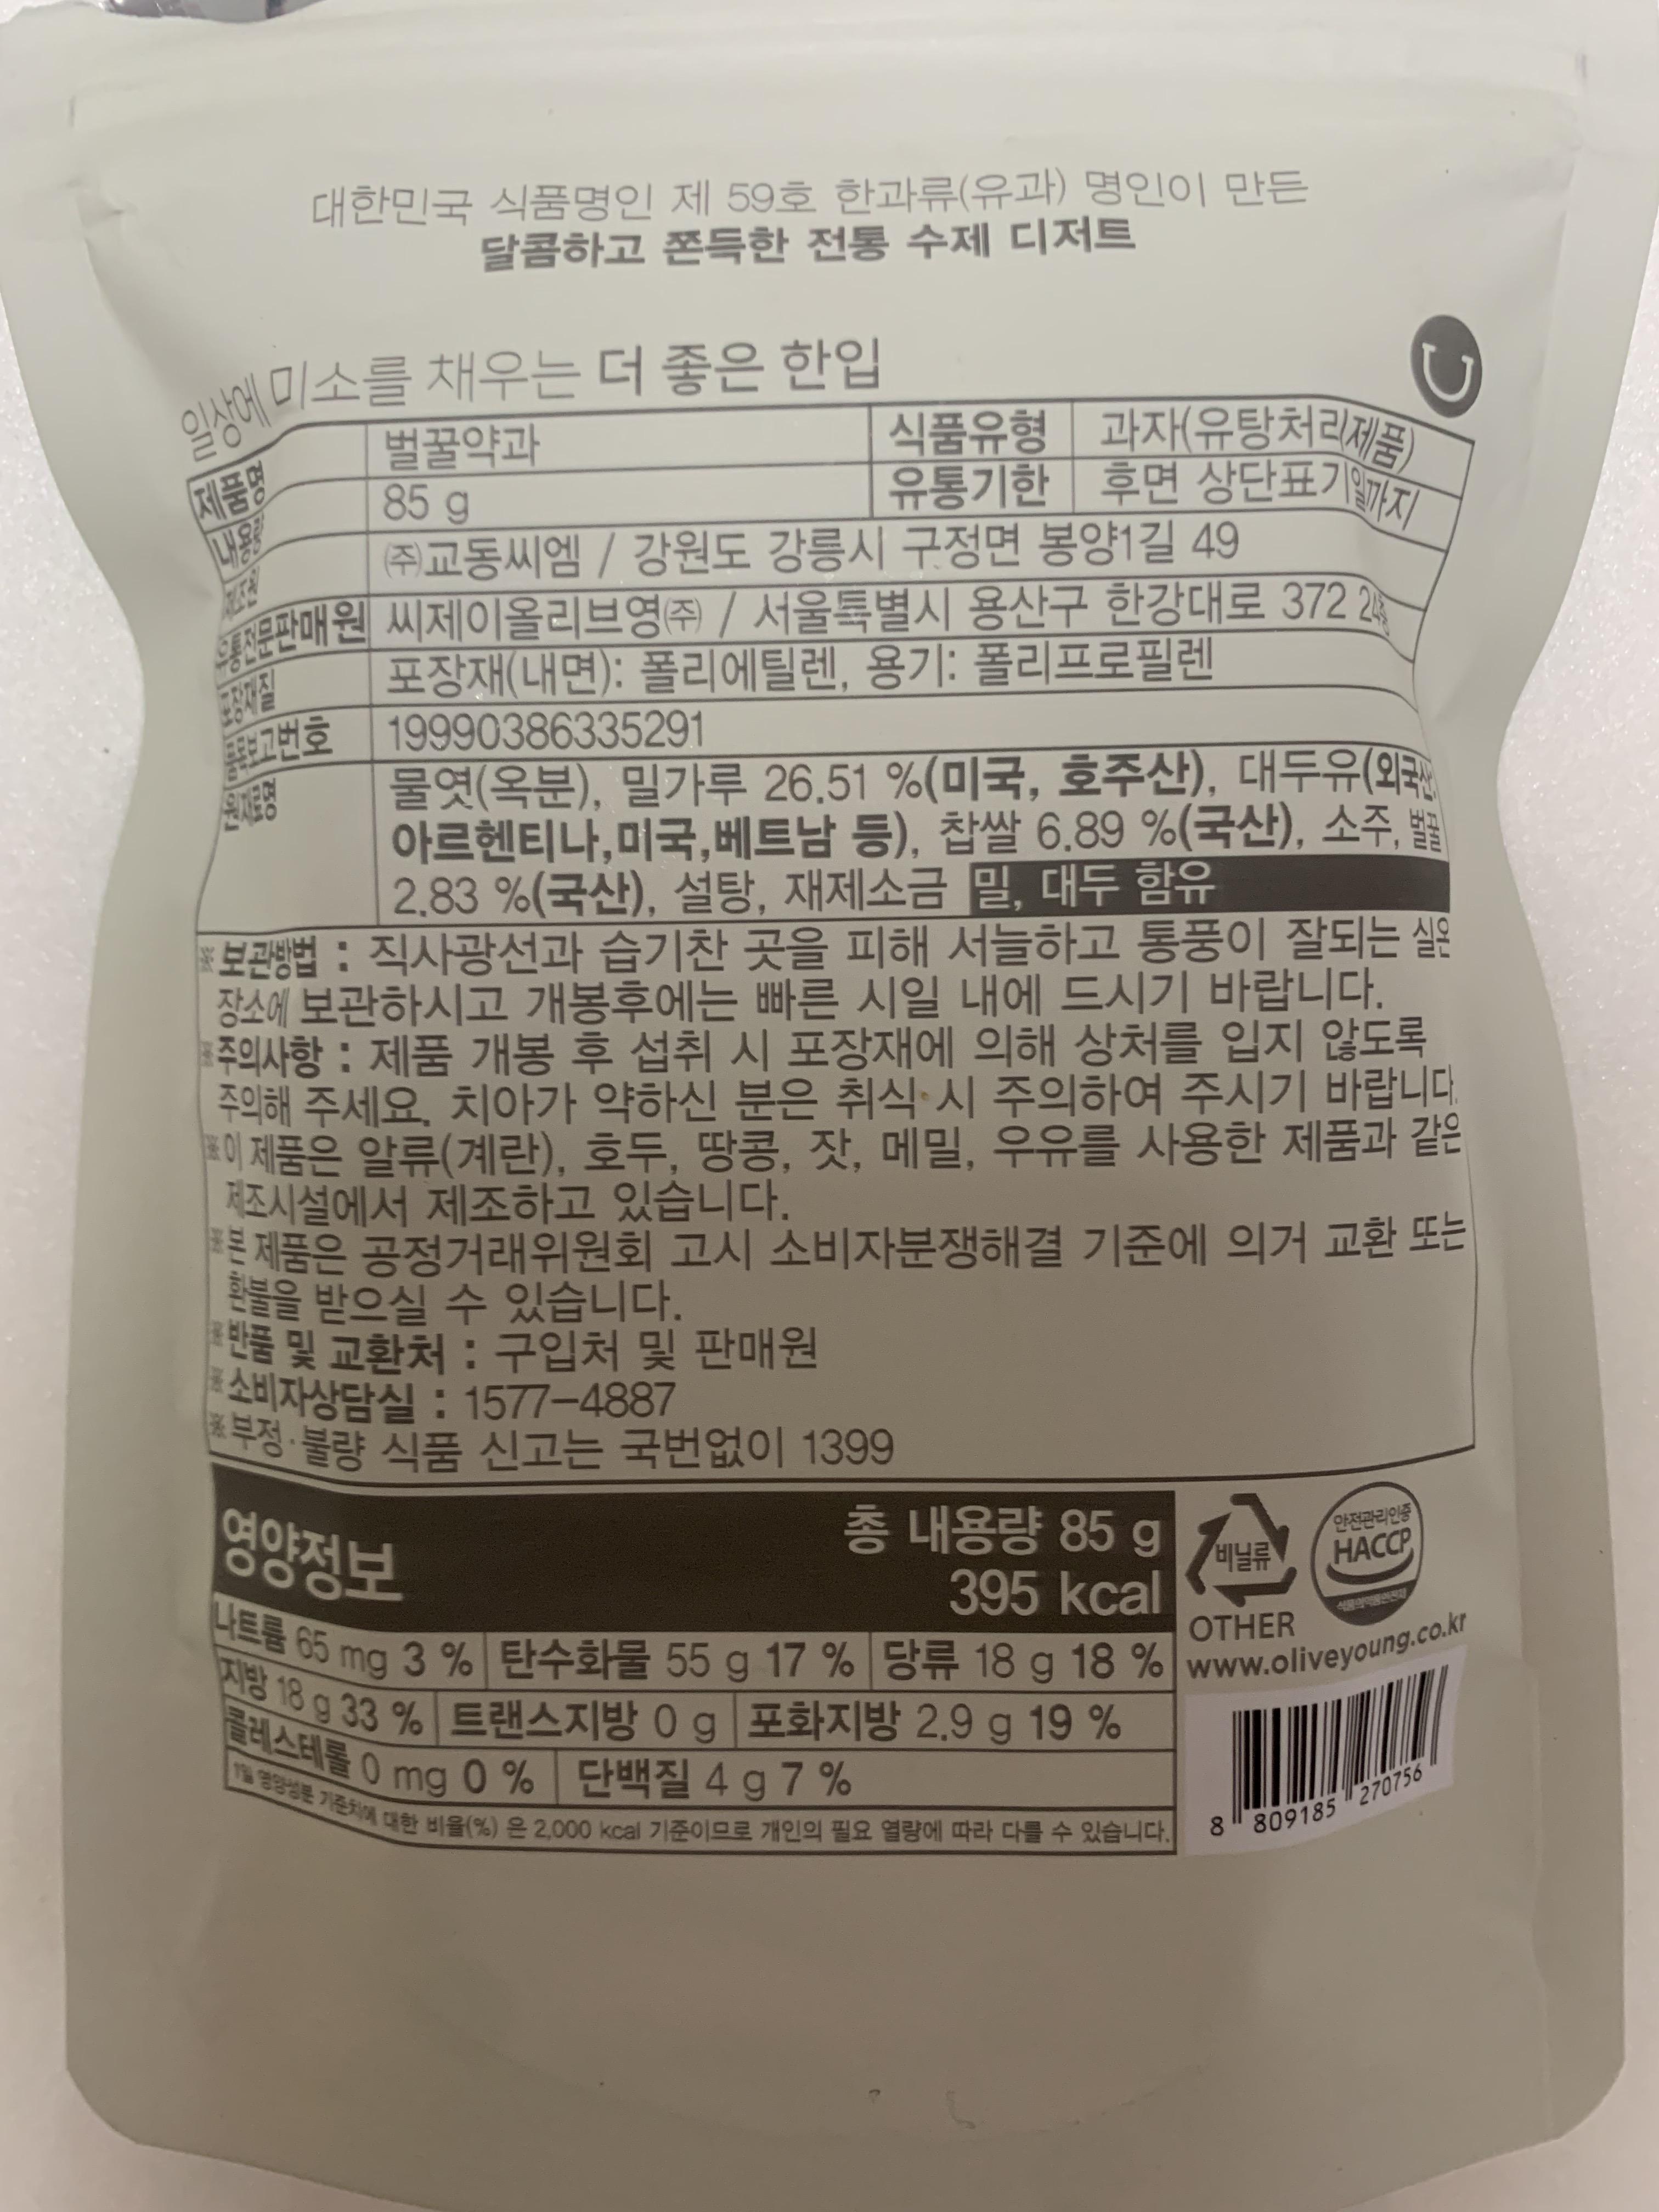 대한민국 식품명인 제 59호 한과류(유과) 명인이 만든
달콤하고 쫀득한 전통 수제 디저트
일상에 미소를 채우는 더 좋은 한입
제품명 벌꿀약과 식품유형 과자(유탕처리제품)
내용량 85 g 유통기한 후면 상단표기일까지
제조원 ㈜교동씨엠 / 강원도 강릉시 구정면 봉양1길 49
유통전문판매원 씨제이올리브영㈜ / 서울특별시 용산구 한강대로 372 24층
포장재질 포장재(내면): 폴리에틸렌, 용기: 폴리프로필렌
품목보고번호 19990386335291
원재료명 물엿(옥분), 밀가루 26.51 %(미국, 호주산), 대두유(외국산:
아르헨티나,미국,베트남 등), 찹쌀 6.89 %(국산), 소주, 벌꿀
2.83 %(국산), 설탕, 재제소금 밀, 대두 함유
※보관방법 : 직사광선과 습기찬 곳을 피해 서늘하고 통풍이 잘되는 실온
장소에 보관하시고 개봉후에는 빠른 시일 내에 드시기 바랍니다.
※주의사항 : 제품 개봉 후 섭취 시 포장재에 의해 상처를 입지 않도록
주의해 주세요. 치아가 약하신 분은 취식 시 주의하여 주시기 바랍니다.
※이 제품은 알류(계란), 호두, 땅콩, 잣, 메밀, 우유를 사용한 제품과 같은
제조시설에서 제조하고 있습니다.
※본 제품은 공정거래위원회 고시 소비자분쟁해결 기준에 의거 교환 또는
환불을 받으실 수 있습니다.
※반품 및 교환처 : 구입처 및 판매원
※소비자상담실 : 1577-4887
※부정·불량 식품 신고는 국번없이 1399
영양정보 총 내용량 85 g
395 kcal
나트륨 65 mg 3 % 탄수화물 55 g 17 % 당류 18 g 18 %
지방 18 g 33 % 트랜스지방 0 g 포화지방 2.9 g 19 %
콜레스테롤 0 mg 0 % 단백질 4 g 7 %
1일 영양성분 기준치에 대한 비율(%) 은 2,000 kcal 기준이므로 개인의 필요 열량에 따라 다를 수 있습니다.
비닐류
OTHER
안전관리인증
HACCP
www.oliveyoung.co.kr
8 809185 270756